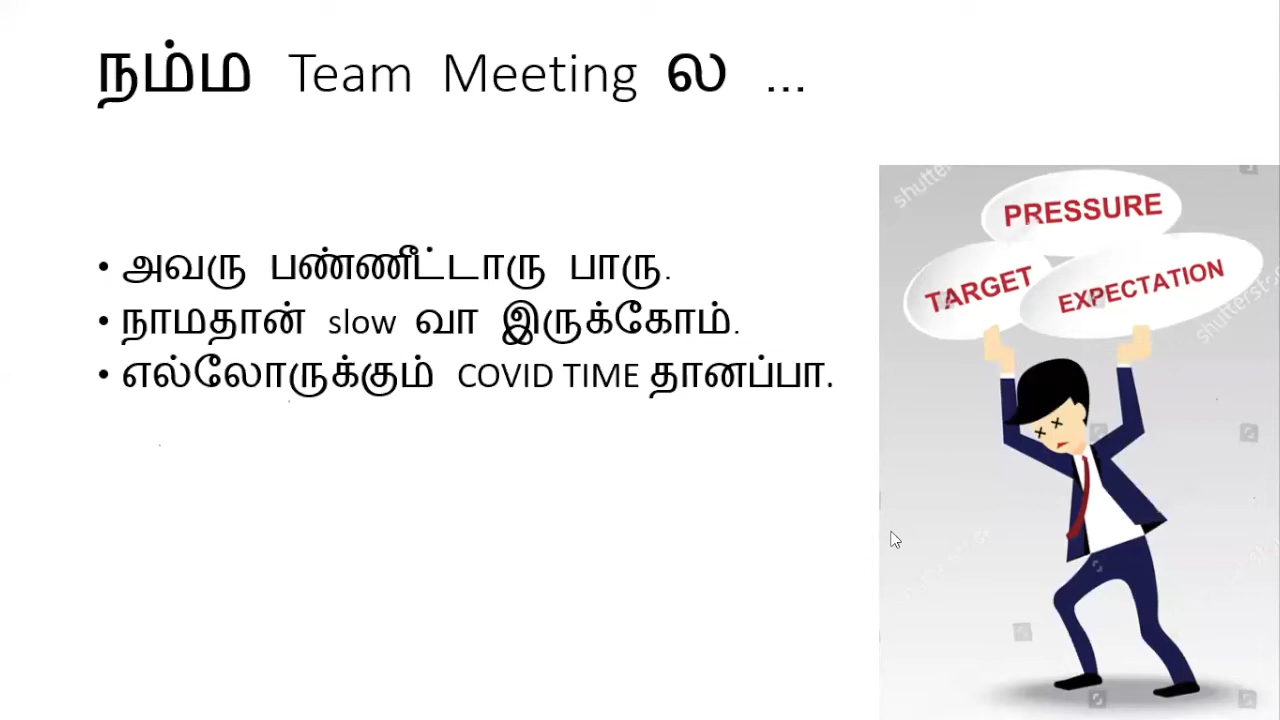 நம்ம Team Meeting ல ...
• அவரு பண்ணீட்டாரு பாரு.
• நாமதான் slow வா இருக்கோம்.
• எல்லோருக்கும் COVID TIME தானப்பா.
PRESSURE
TARGET
EXPECTATION